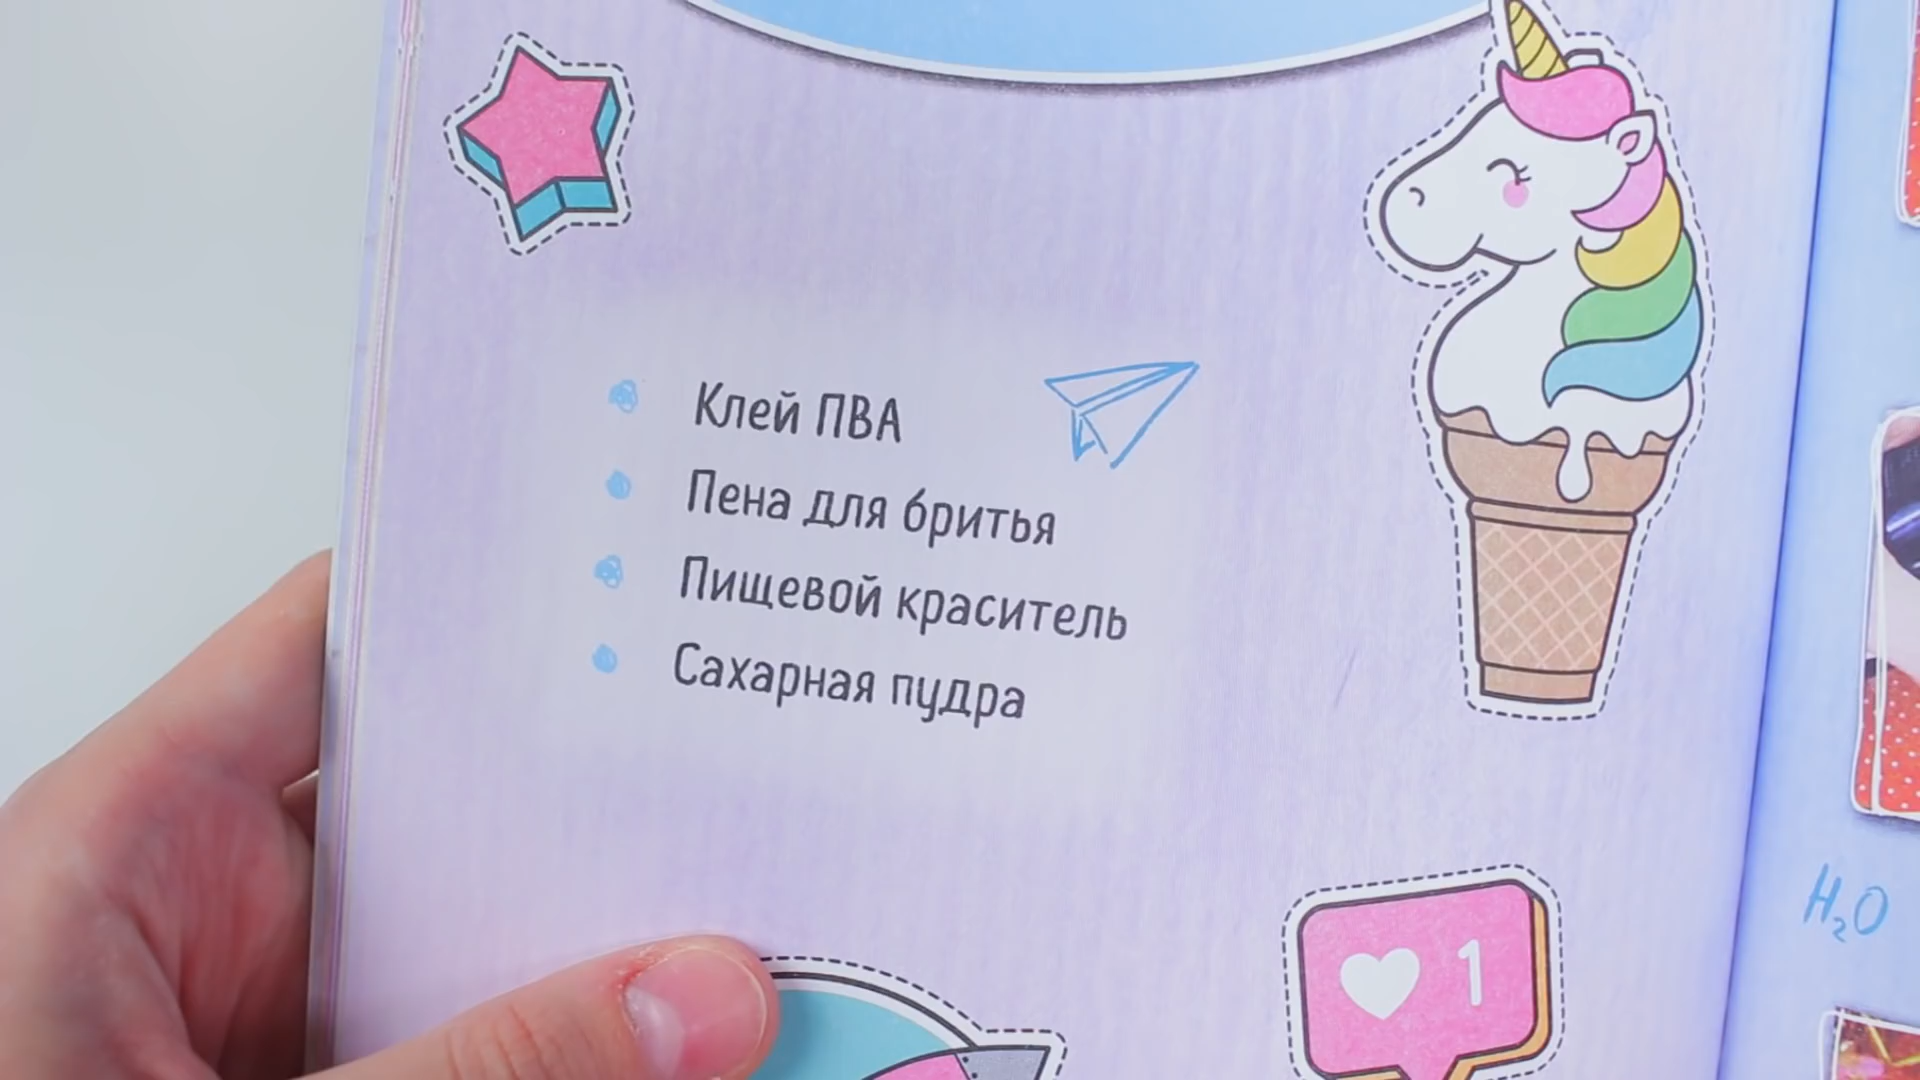 Клей ПВА
Пена для бритья
Пищевой краситель
Сахарная пудра
H₂O
1